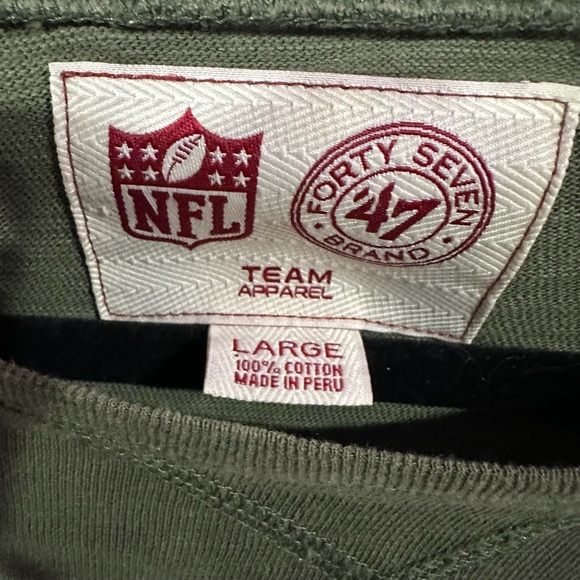 NFL
FORTY SEVEN
'47
BRAND
TEAM
APPAREL
LARGE
100% COTTON
MADE IN PERU